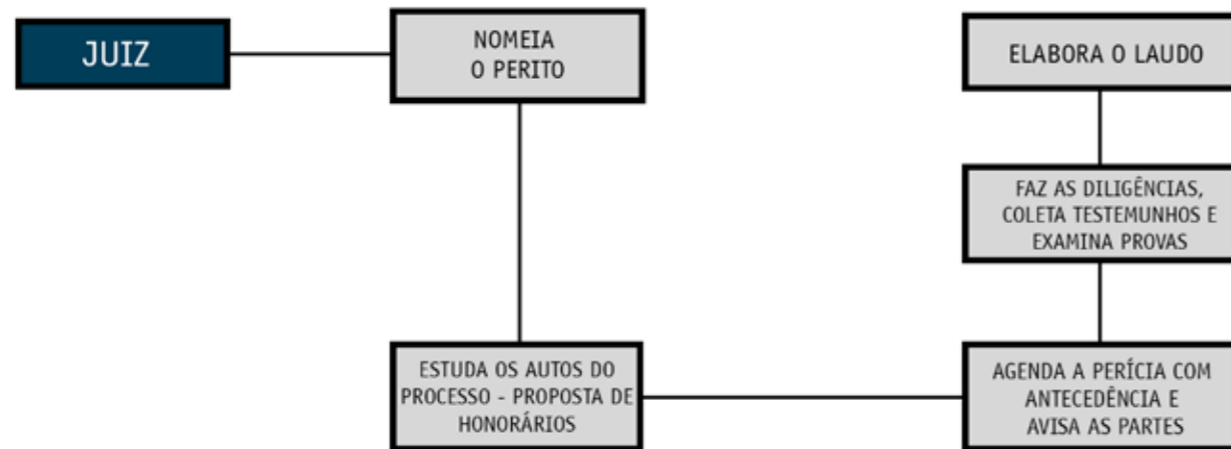 JUIZ
NOMEIA
O PERITO
ESTUDA OS AUTOS DO
PROCESSO - PROPOSTA DE
HONORÁRIOS
AGENDA A PERÍCIA COM
ANTECEDÊNCIA E
AVISA AS PARTES
FAZ AS DILIGÊNCIAS,
COLETA TESTEMUNHOS E
EXAMINA PROVAS
ELABORA O LAUDO